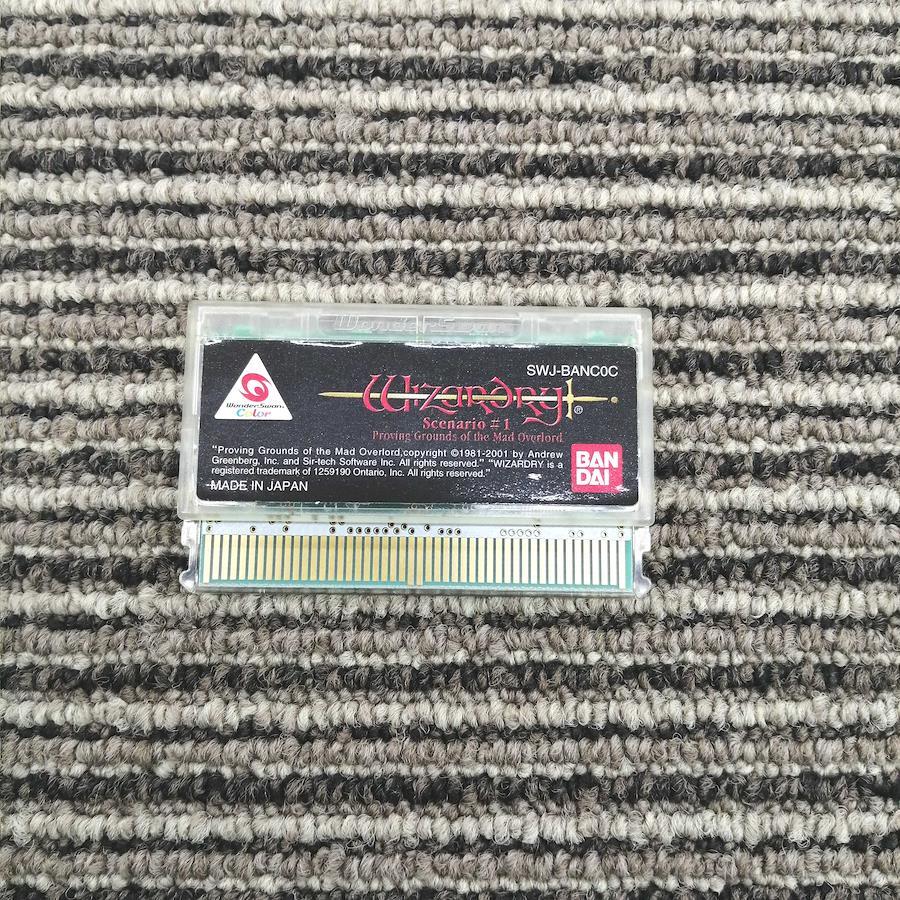 WonderSwan
SWJ-BANC0C
WonderSwan
Color
Wizardry®
Scenario #1
Proving Grounds of the Mad Overlord
"Proving Grounds of the Mad Overlord,copyright ©1981-2001 by Andrew
Greenberg, Inc. and Sir-tech Software Inc. All rights reserved." "WIZARDRY is a
registered trademark of 1259190 Ontario, Inc. All rights reserved."
BAN
DAI
MADE IN JAPAN